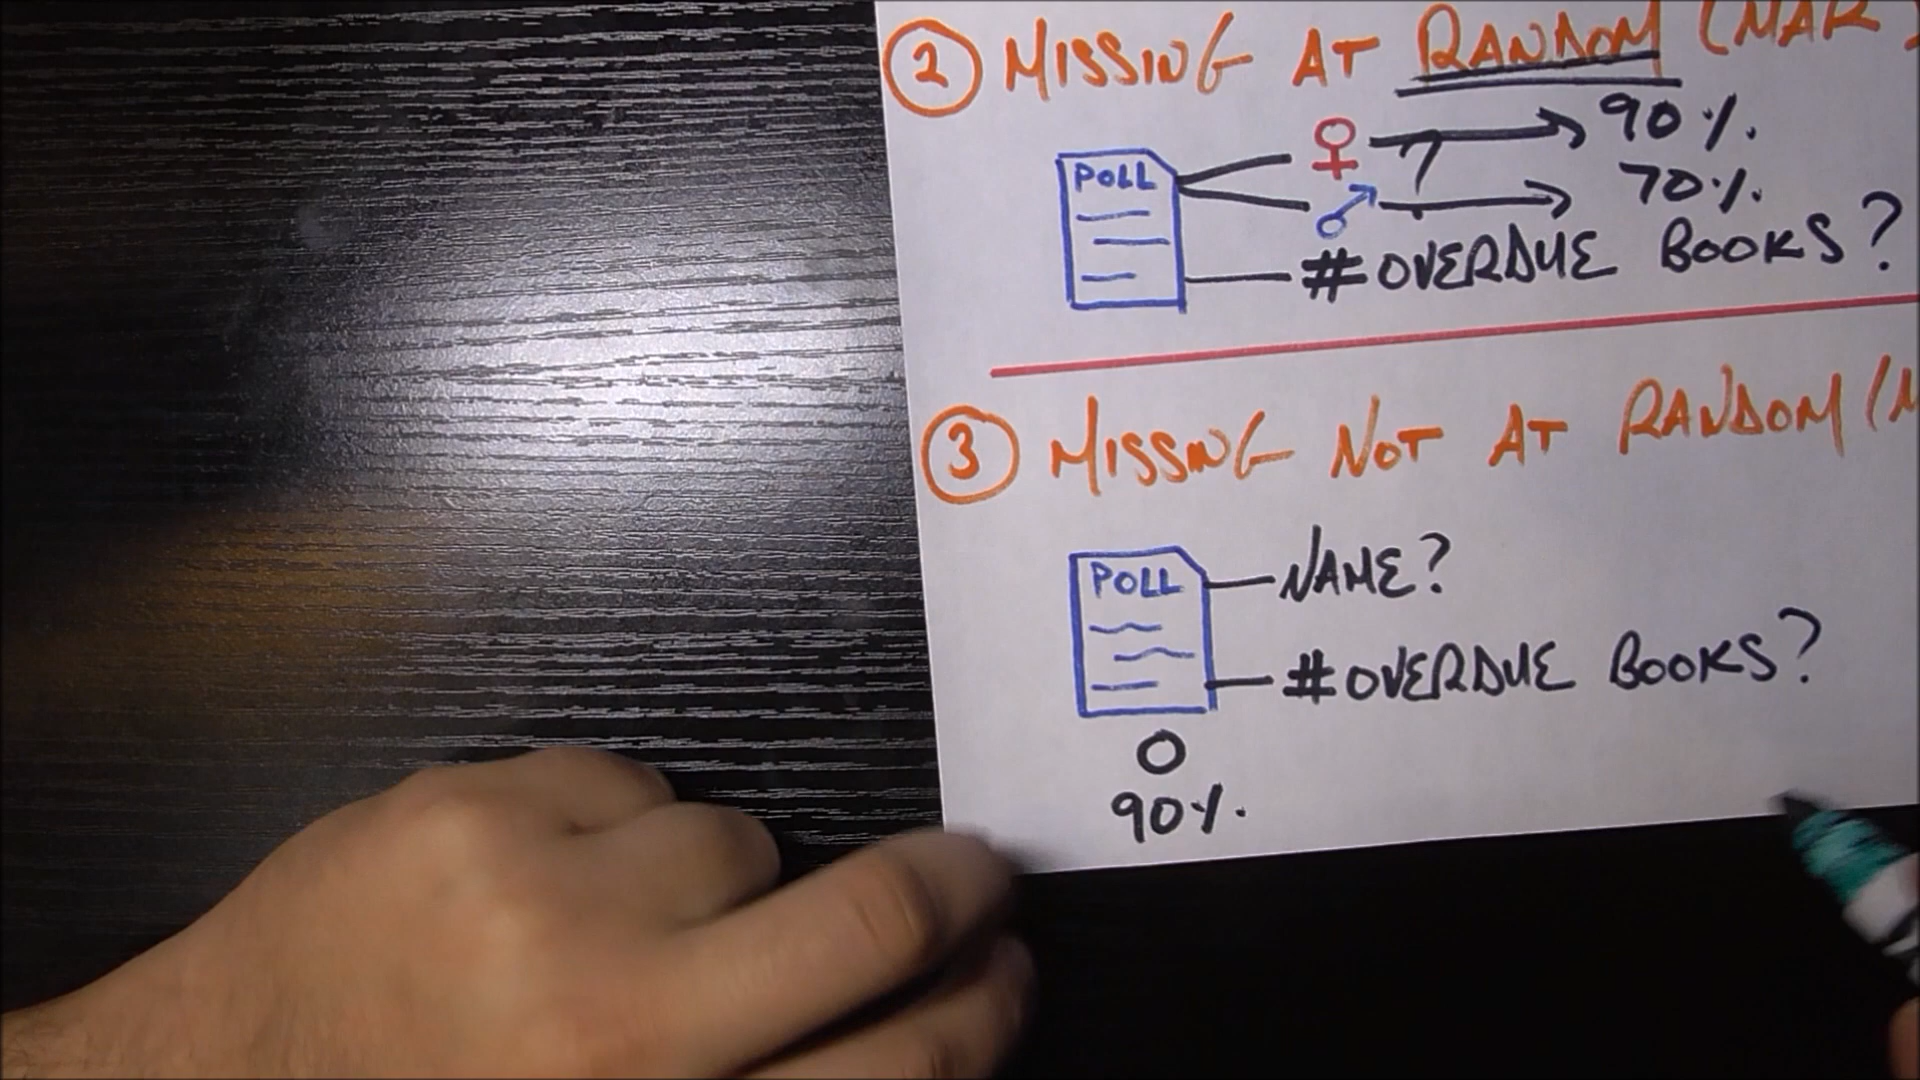 2 MISSING AT RANDOM (MAR)
♀ → 90%.
POLL
♂ → 70%.
# OVERDUE BOOKS?
3 MISSING NOT AT RANDOM (M
NAME?
POLL
# OVERDUE BOOKS?
0
90%.